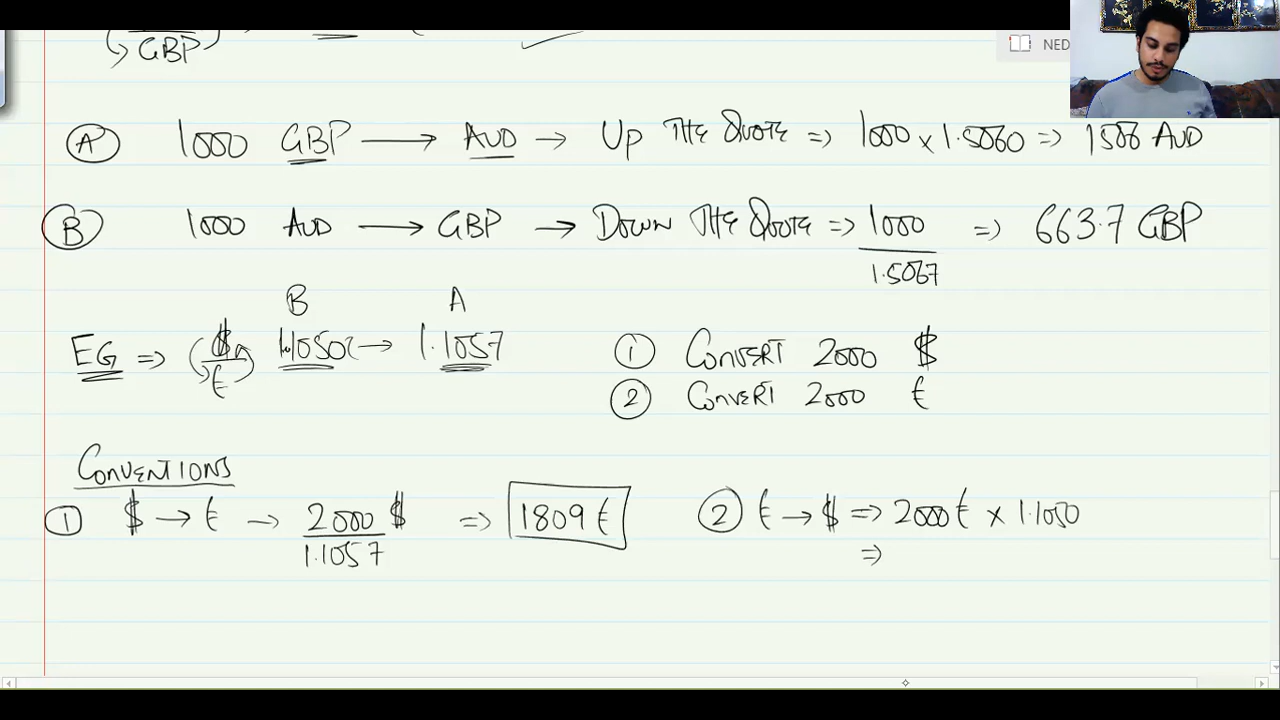 GBP
NED
A 1000 GBP → AUD → UP THE QUOTE ⇒ 1000 × 1.5060 ⇒ 1506 AUD
B 1000 AUD → GBP → DOWN THE QUOTE ⇒ 1000 / 1.5067 ⇒ 663.7 GBP
B A
EG ⇒ $/€ 1.1050 → 1.1057
① CONVERT 2000 $
② CONVERT 2000 €
CONVENTIONS
① $ → € → 2000 $ / 1.1057 ⇒ 1809 €
② € → $ ⇒ 2000 € × 1.1050
⇒